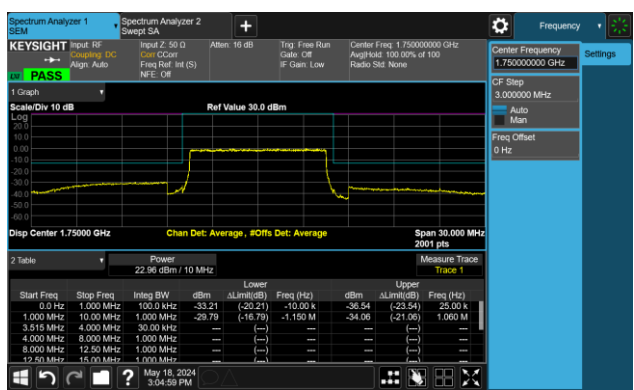 Spectrum Analyzer 1
SEM
Spectrum Analyzer 2
Swept SA
+
Frequency
KEYSIGHT
Input: RF
Coupling: DC
Align: Auto
Input Z: 50 Ω
Corr CCorr
Freq Ref: Int (S)
NFE: Off
Atten: 16 dB
Trig: Free Run
Gate: Off
IF Gain: Low
Center Freq: 1.750000000 GHz
Avg|Hold: 100.00% of 100
Radio Std: None
PASS
Center Frequency
1.750000000 GHz
Settings
CF Step
3.000000 MHz
Auto
Man
Freq Offset
0 Hz
1 Graph
Scale/Div 10 dB
Ref Value 30.0 dBm
Log
20.0
10.0
0.00
-10.0
-20.0
-30.0
-40.0
-50.0
-60.0
Disp Center 1.75000 GHz
Chan Det: Average, #Offs Det: Average
Span 30.000 MHz
2001 pts
2 Table
Power
22.96 dBm / 10 MHz
Measure Trace
Trace 1
Lower
Upper
Start Freq Stop Freq Integ BW dBm ΔLimit(dB) Freq (Hz) dBm ΔLimit(dB) Freq (Hz)
0.0 Hz 1.000 MHz 100.0 kHz -33.21 (-20.21) -10.00 k -36.54 (-23.54) 25.00 k
1.000 MHz 10.00 MHz 1.000 MHz -29.79 (-16.79) -1.150 M -34.06 (-21.06) 1.060 M
3.515 MHz 4.000 MHz 30.00 kHz --- (---) --- --- (---) ---
4.000 MHz 8.000 MHz 1.000 MHz --- (---) --- --- (---) ---
8.000 MHz 12.50 MHz 1.000 MHz --- (---) --- --- (---) ---
12.50 MHz 15.00 MHz 1.000 MHz --- (---) --- --- (---) ---
?
May 18, 2024
3:04:59 PM